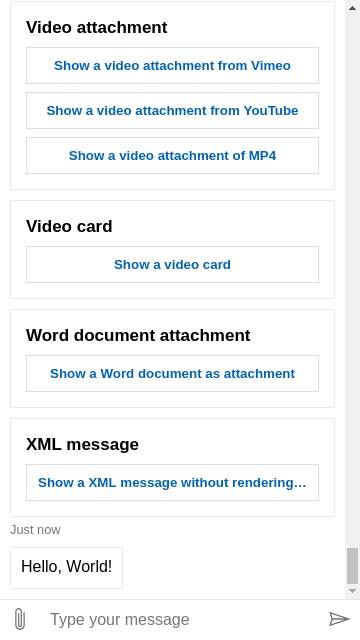 Video attachment
Show a video attachment from Vimeo
Show a video attachment from YouTube
Show a video attachment of MP4
Video card
Show a video card
Word document attachment
Show a Word document as attachment
XML message
Show a XML message without rendering…
Just now
Hello, World!
Type your message